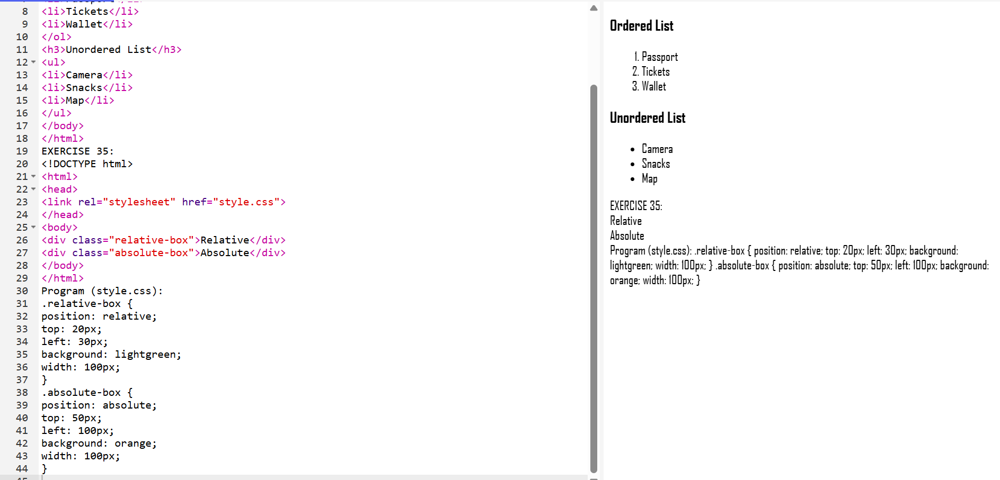 8 <li>Tickets</li>
9 <li>Wallet</li>
10 </ol>
11 <h3>Unordered List</h3>
12 <ul>
13 <li>Camera</li>
14 <li>Snacks</li>
15 <li>Map</li>
16 </ul>
17 </body>
18 </html>
19 EXERCISE 35:
20 <!DOCTYPE html>
21 <html>
22 <head>
23 <link rel="stylesheet" href="style.css">
24 </head>
25 <body>
26 <div class="relative-box">Relative</div>
27 <div class="absolute-box">Absolute</div>
28 </body>
29 </html>
30 Program (style.css):
31 .relative-box {
32 position: relative;
33 top: 20px;
34 left: 30px;
35 background: lightgreen;
36 width: 100px;
37 }
38 .absolute-box {
39 position: absolute;
40 top: 50px;
41 left: 100px;
42 background: orange;
43 width: 100px;
44 }
45
Ordered List
1. Passport
2. Tickets
3. Wallet
Unordered List
• Camera
• Snacks
• Map
EXERCISE 35:
Relative
Absolute
Program (style.css): .relative-box { position: relative; top: 20px; left: 30px; background:
lightgreen; width: 100px; } .absolute-box { position: absolute; top: 50px; left: 100px; background:
orange; width: 100px; }